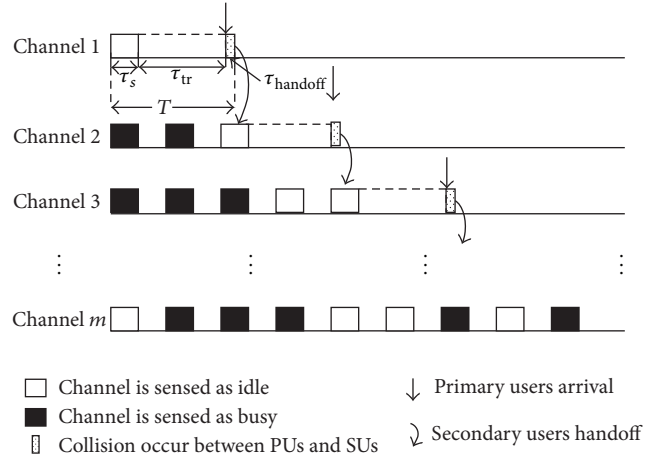 Channel 1
τs
τtr
τhandoff
T
Channel 2
Channel 3
⋮ ⋮ ⋮ ⋮
Channel m
Channel is sensed as idle
Primary users arrival
Channel is sensed as busy
Secondary users handoff
Collision occur between PUs and SUs